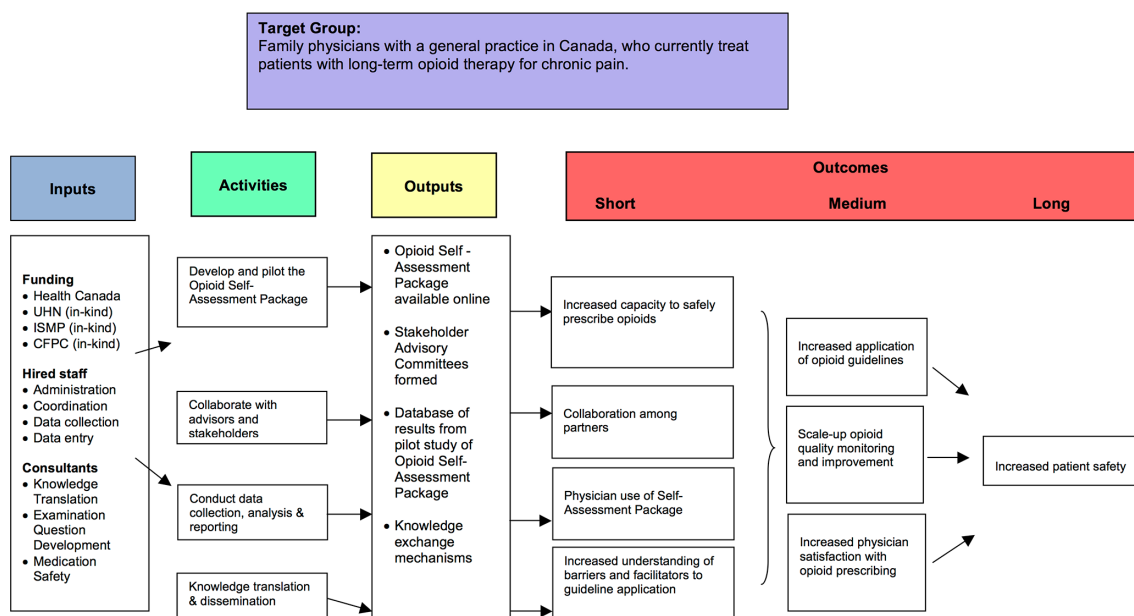 Target Group:
Family physicians with a general practice in Canada, who currently treat
patients with long-term opioid therapy for chronic pain.
Inputs
Activities
Outputs
Outcomes
Short
Medium
Long
Funding
• Health Canada
• UHN (in-kind)
• ISMP (in-kind)
• CFPC (in-kind)
Hired staff
• Administration
• Coordination
• Data collection
• Data entry
Consultants
• Knowledge
Translation
• Examination
Question
Development
• Medication
Safety
Develop and pilot the
Opioid Self-
Assessment Package
Collaborate with
advisors and
stakeholders
Conduct data
collection, analysis &
reporting
Knowledge translation
& dissemination
• Opioid Self -
Assessment
Package
available online
• Stakeholder
Advisory
Committees
formed
• Database of
results from
pilot study of
Opioid Self-
Assessment
Package
• Knowledge
exchange
mechanisms
Increased capacity to safely
prescribe opioids
Collaboration among
partners
Physician use of Self-
Assessment Package
Increased understanding of
barriers and facilitators to
guideline application
Increased application
of opioid guidelines
Scale-up opioid
quality monitoring
and improvement
Increased physician
satisfaction with
opioid prescribing
Increased patient safety